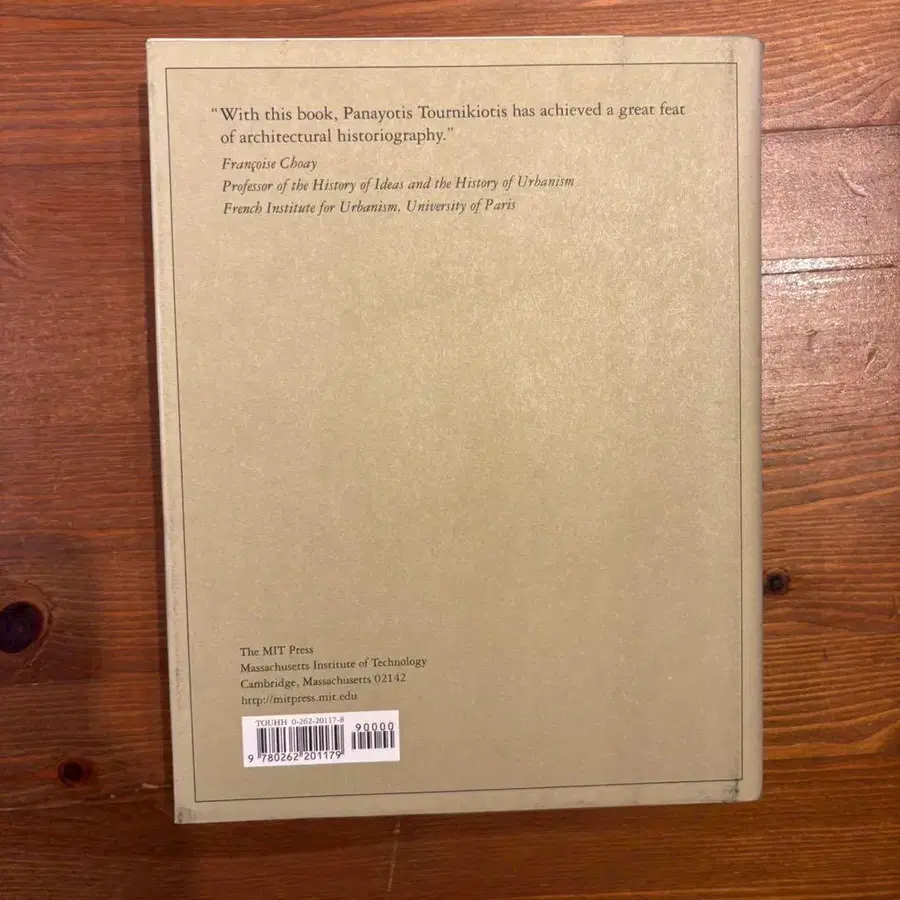 “With this book, Panayotis Tournikiotis has achieved a great feat
of architectural historiography.”
Françoise Choay
Professor of the History of Ideas and the History of Urbanism
French Institute for Urbanism, University of Paris
The MIT Press
Massachusetts Institute of Technology
Cambridge, Massachusetts 02142
http://mitpress.mit.edu
TOUHH 0-262-20117-8
90000
9 780262 201179